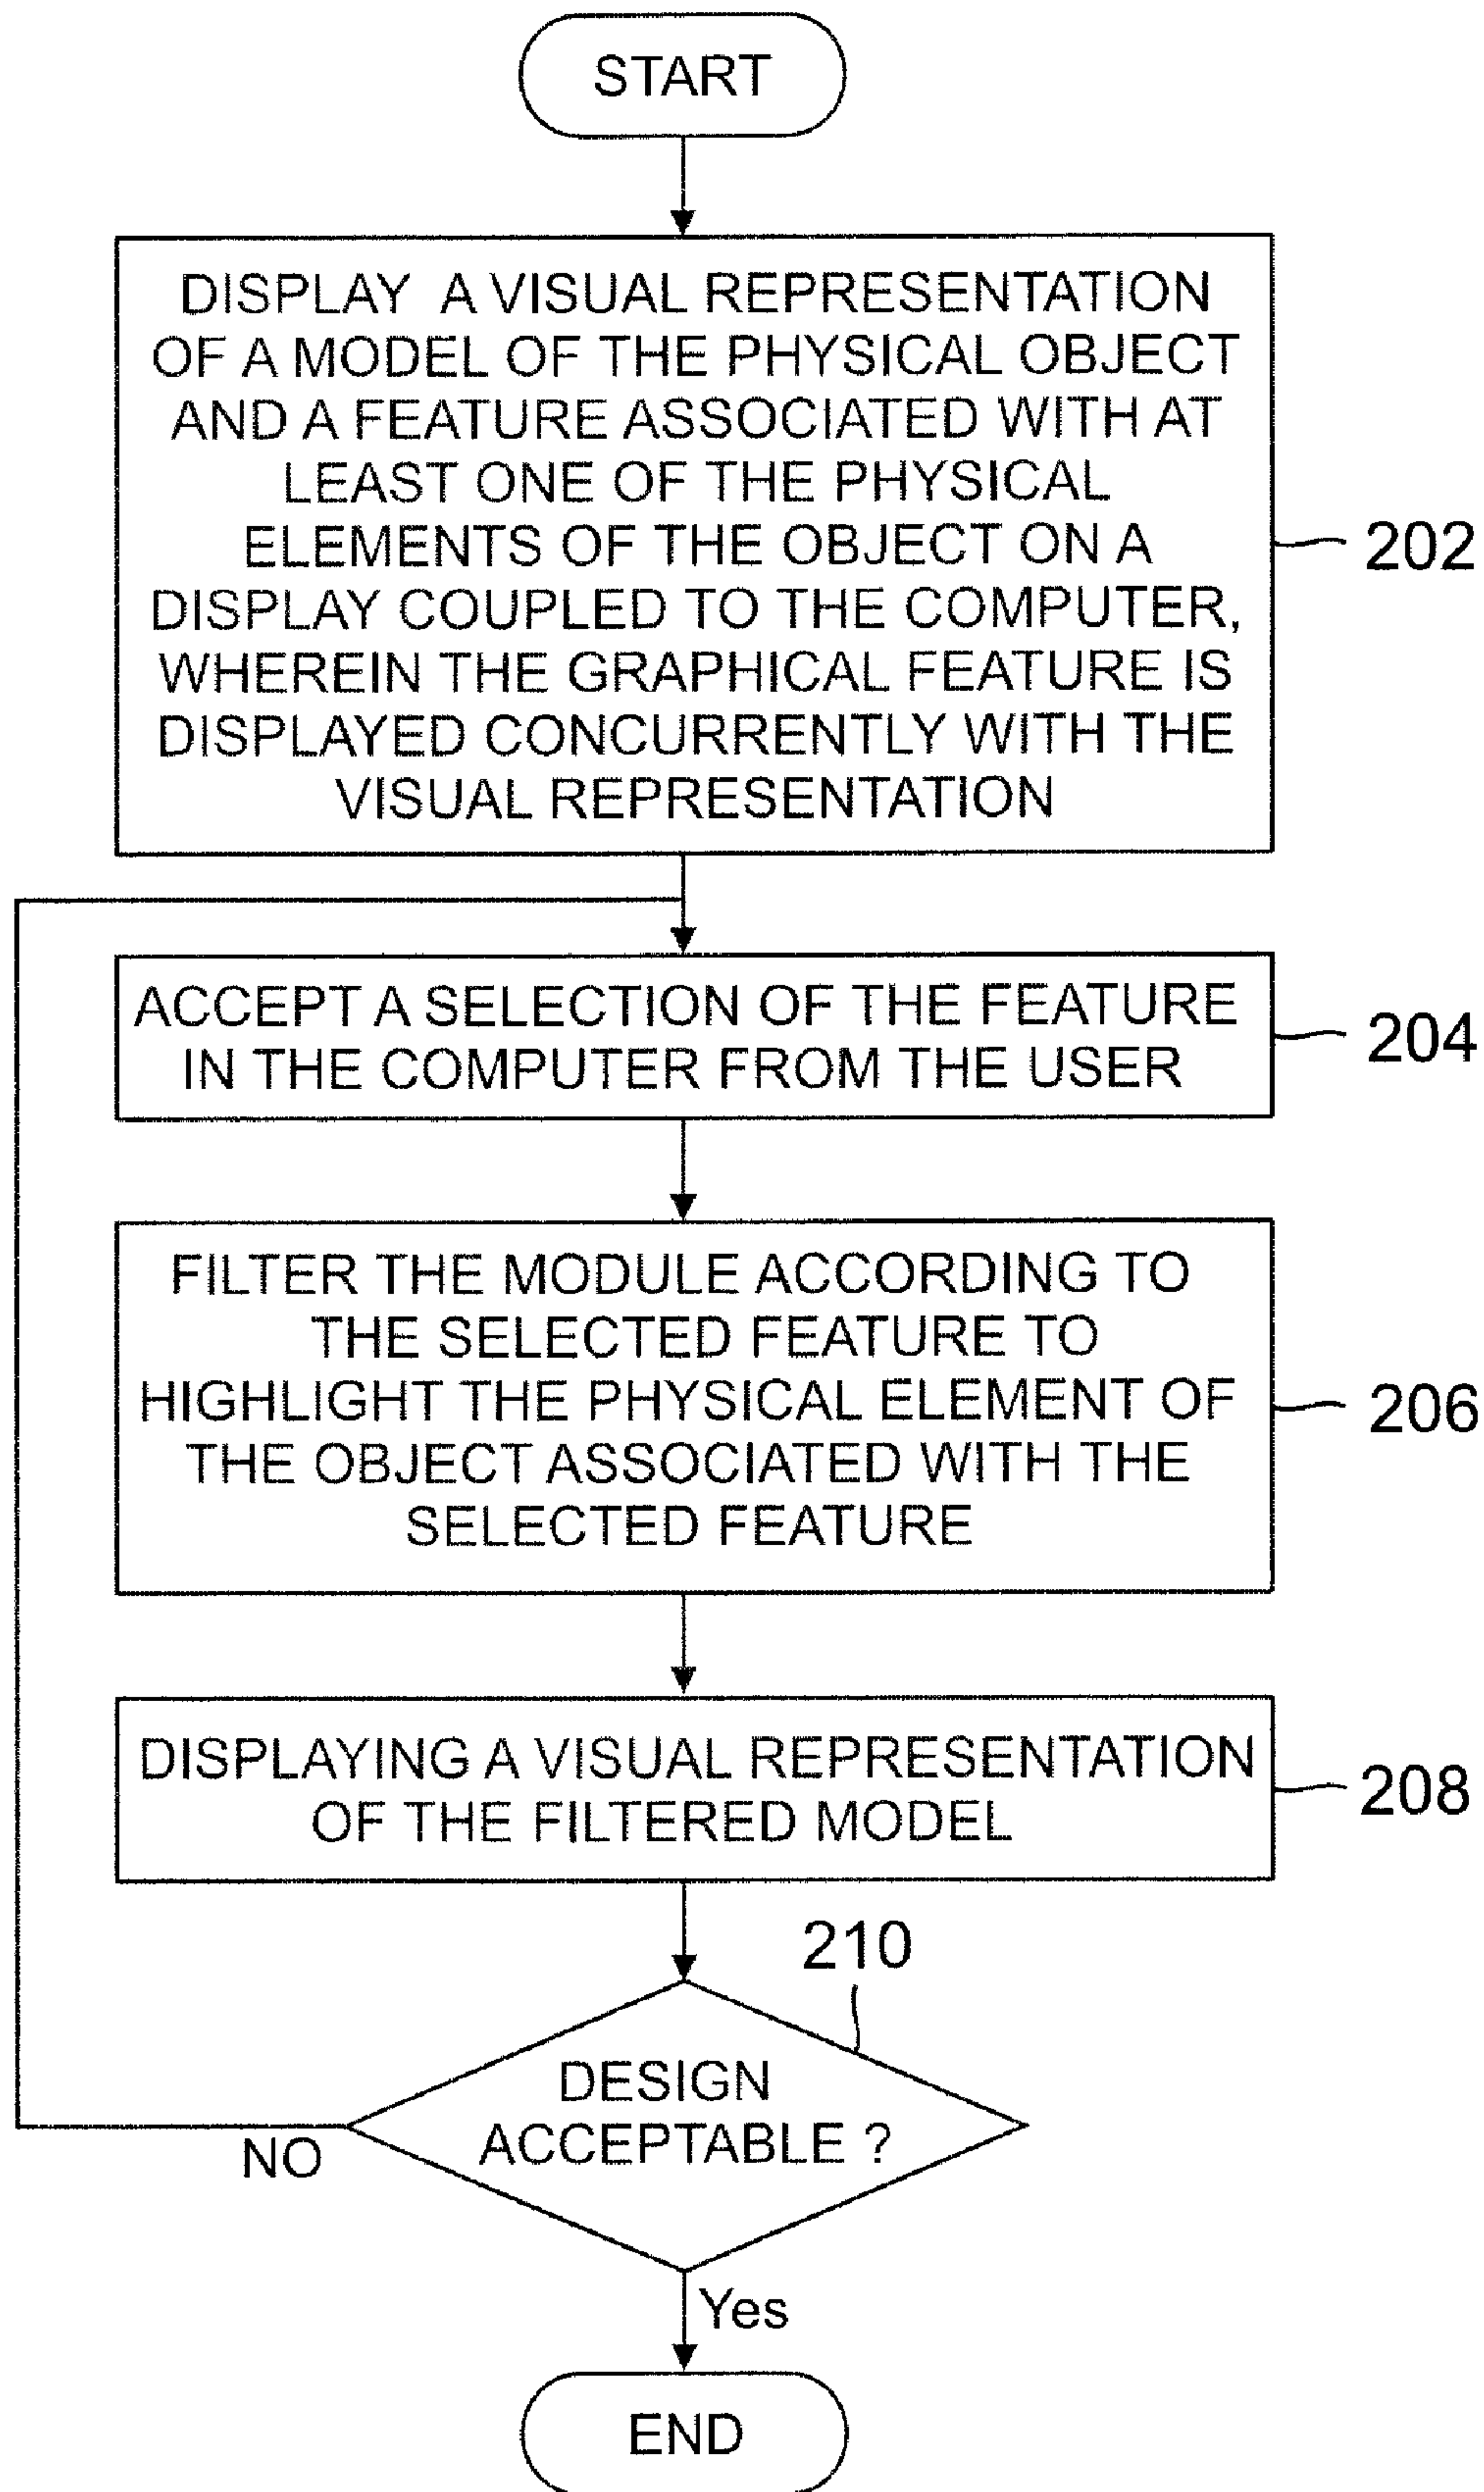 START
DISPLAY A VISUAL REPRESENTATION
OF A MODEL OF THE PHYSICAL OBJECT
AND A FEATURE ASSOCIATED WITH AT
LEAST ONE OF THE PHYSICAL
ELEMENTS OF THE OBJECT ON A
DISPLAY COUPLED TO THE COMPUTER,
WHEREIN THE GRAPHICAL FEATURE IS
DISPLAYED CONCURRENTLY WITH THE
VISUAL REPRESENTATION
202
ACCEPT A SELECTION OF THE FEATURE
IN THE COMPUTER FROM THE USER
204
FILTER THE MODULE ACCORDING TO
THE SELECTED FEATURE TO
HIGHLIGHT THE PHYSICAL ELEMENT OF
THE OBJECT ASSOCIATED WITH THE
SELECTED FEATURE
206
DISPLAYING A VISUAL REPRESENTATION
OF THE FILTERED MODEL
208
210
DESIGN
ACCEPTABLE ?
NO
Yes
END